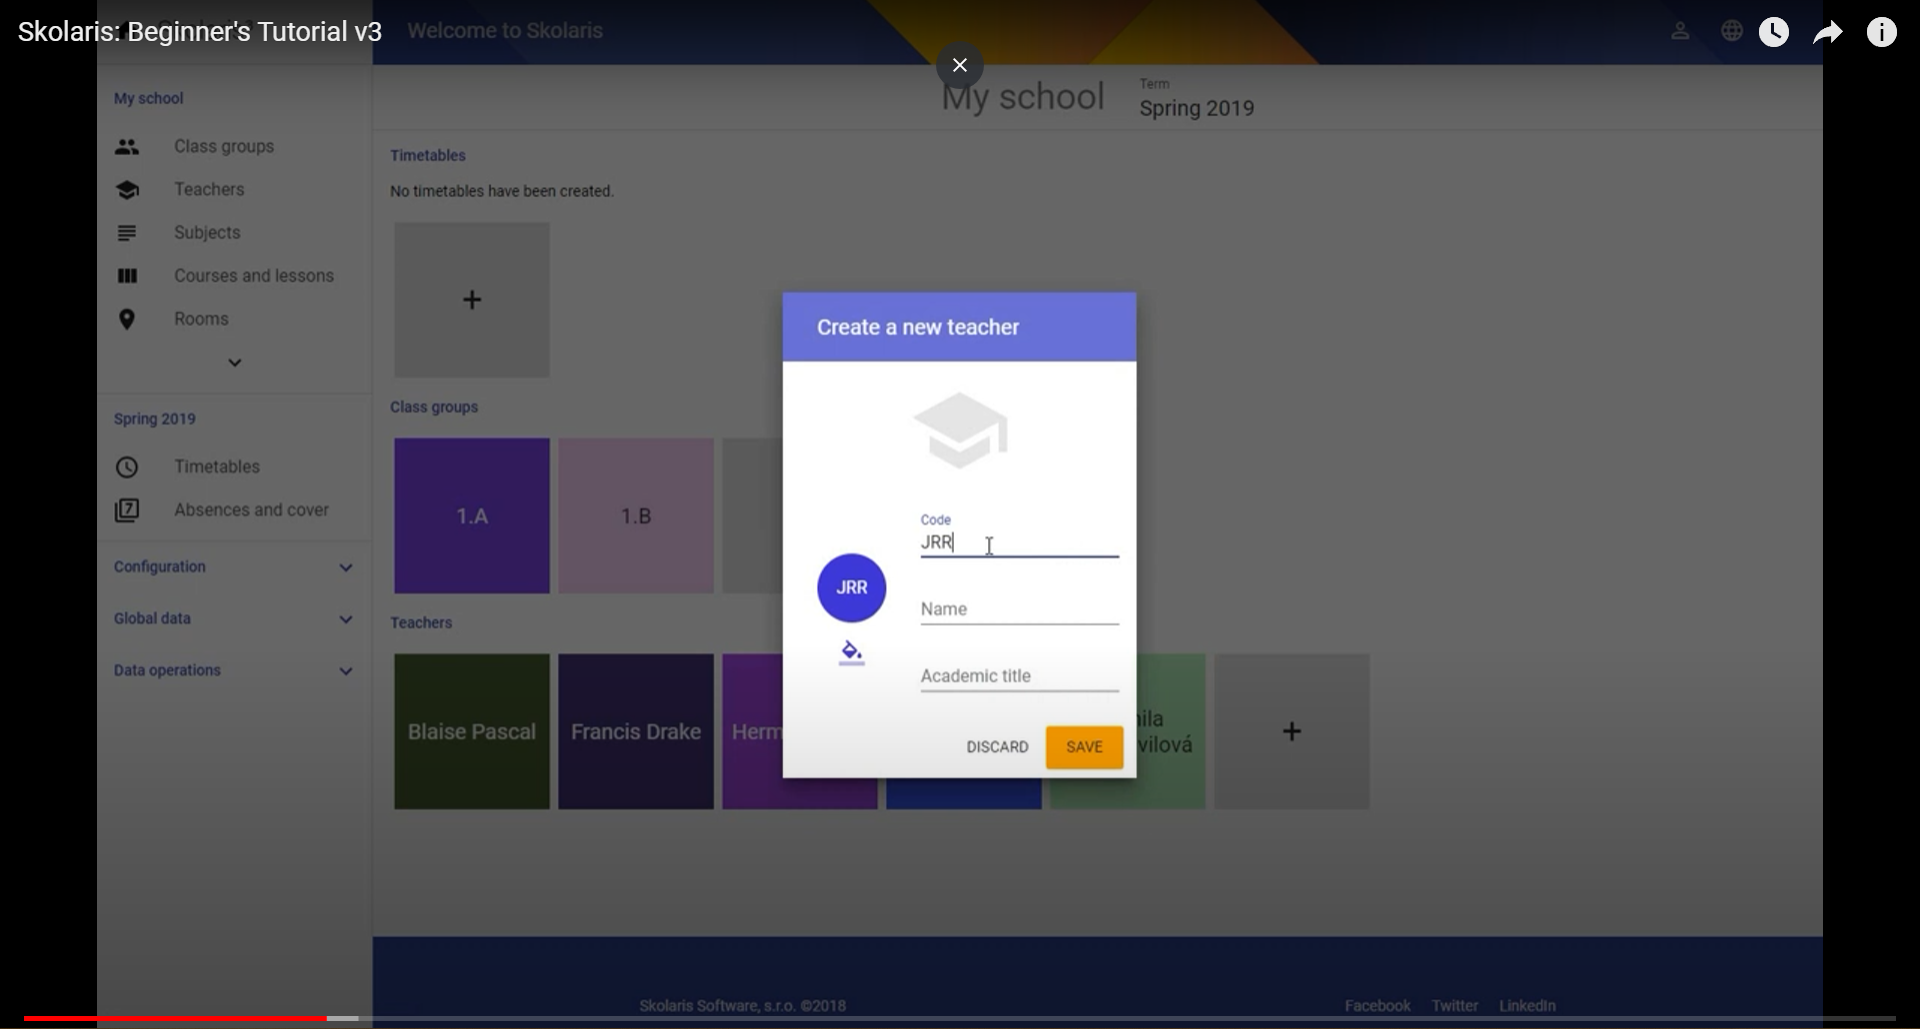 Skolaris: Beginner's Tutorial v3
Welcome to Skolaris
My school
Term
Spring 2019
My school
Class groups
Teachers
Subjects
Courses and lessons
Rooms
Spring 2019
Timetables
7
Absences and cover
Configuration
Global data
Data operations
Timetables
No timetables have been created.
+
Class groups
1.A
1.B
Teachers
Blaise Pascal
Francis Drake
+
Create a new teacher
Code
JRR
JRR
Name
Academic title
DISCARD
SAVE
Skolaris Software, s.r.o. ©2018
Facebook
Twitter
LinkedIn